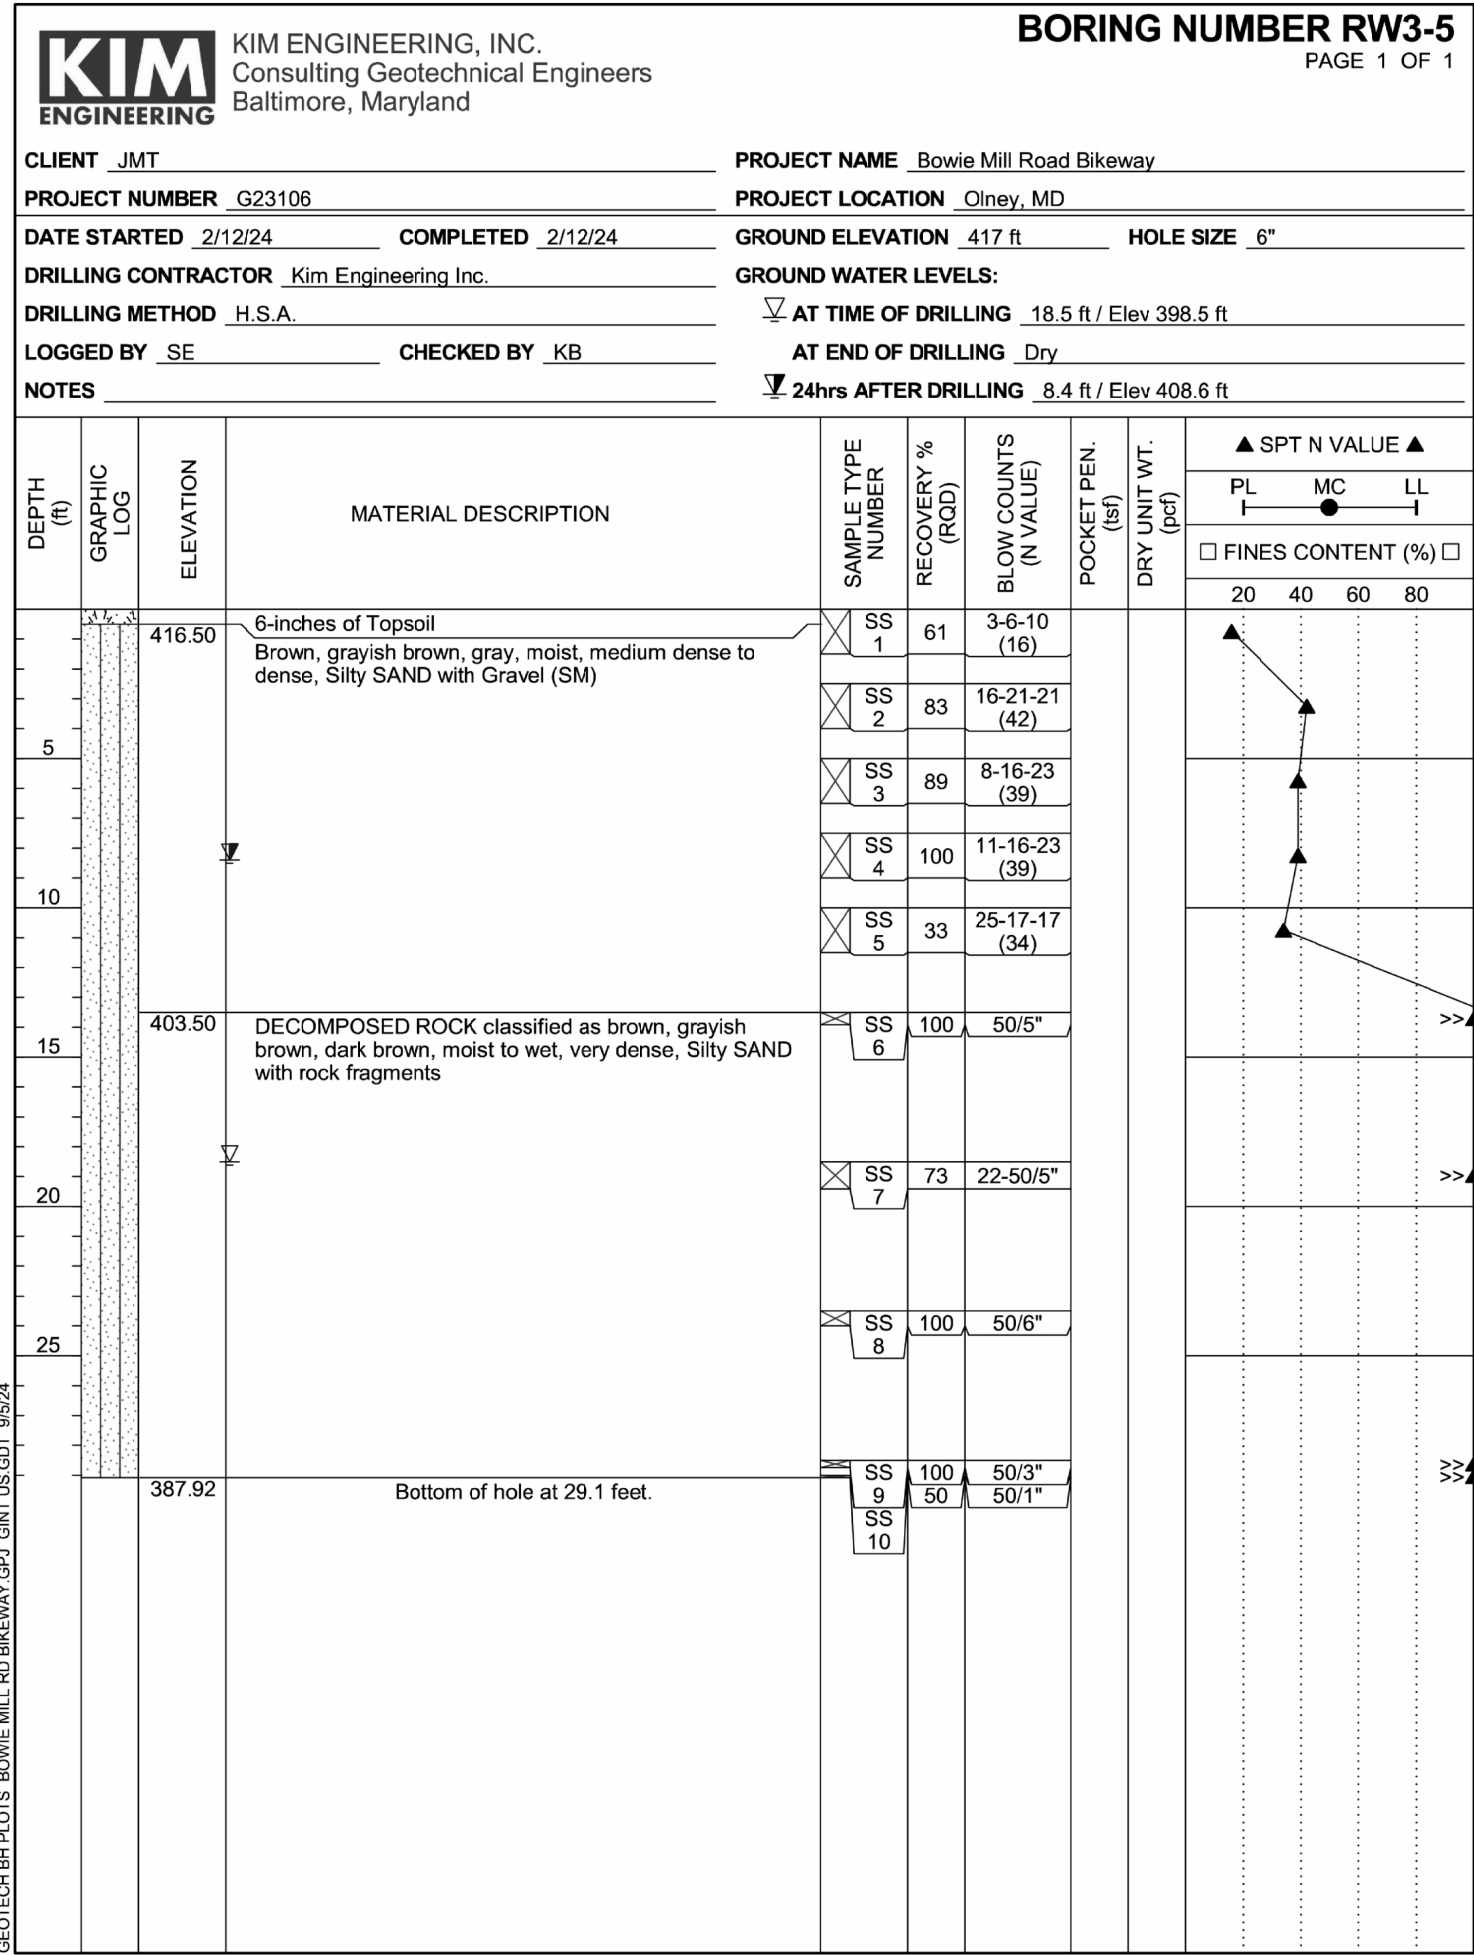 BORING NUMBER RW3-5
PAGE 1 OF 1
KIM
ENGINEERING
KIM ENGINEERING, INC.
Consulting Geotechnical Engineers
Baltimore, Maryland
CLIENT JMT
PROJECT NAME Bowie Mill Road Bikeway
PROJECT NUMBER G23106
PROJECT LOCATION Olney, MD
DATE STARTED 2/12/24 COMPLETED 2/12/24
GROUND ELEVATION 417 ft HOLE SIZE 6"
DRILLING CONTRACTOR Kim Engineering Inc.
GROUND WATER LEVELS:
DRILLING METHOD H.S.A.
AT TIME OF DRILLING 18.5 ft / Elev 398.5 ft
LOGGED BY SE CHECKED BY KB
AT END OF DRILLING Dry
NOTES
24hrs AFTER DRILLING 8.4 ft / Elev 408.6 ft
DEPTH
(ft)
GRAPHIC
LOG
ELEVATION
MATERIAL DESCRIPTION
SAMPLE TYPE
NUMBER
RECOVERY %
(RQD)
BLOW COUNTS
(N VALUE)
POCKET PEN.
(tsf)
DRY UNIT WT.
(pcf)
▲ SPT N VALUE ▲
PL MC LL
□ FINES CONTENT (%) □
20 40 60 80
416.50
6-inches of Topsoil
Brown, grayish brown, gray, moist, medium dense to
dense, Silty SAND with Gravel (SM)
SS
1
61
3-6-10
(16)
SS
2
83
16-21-21
(42)
5
SS
3
89
8-16-23
(39)
SS
4
100
11-16-23
(39)
10
SS
5
33
25-17-17
(34)
403.50
DECOMPOSED ROCK classified as brown, grayish
brown, dark brown, moist to wet, very dense, Silty SAND
with rock fragments
SS
6
100
50/5"
>>▲
15
SS
7
73
22-50/5"
>>▲
20
SS
8
100
50/6"
25
387.92
Bottom of hole at 29.1 feet.
SS
9
100
50/3"
>>▲
SS
10
50
50/1"
>>▲
GEOTECH BH PLOTS BOWIE MILL RD BIKEWAY.GPJ GINT US.GDT 9/5/24